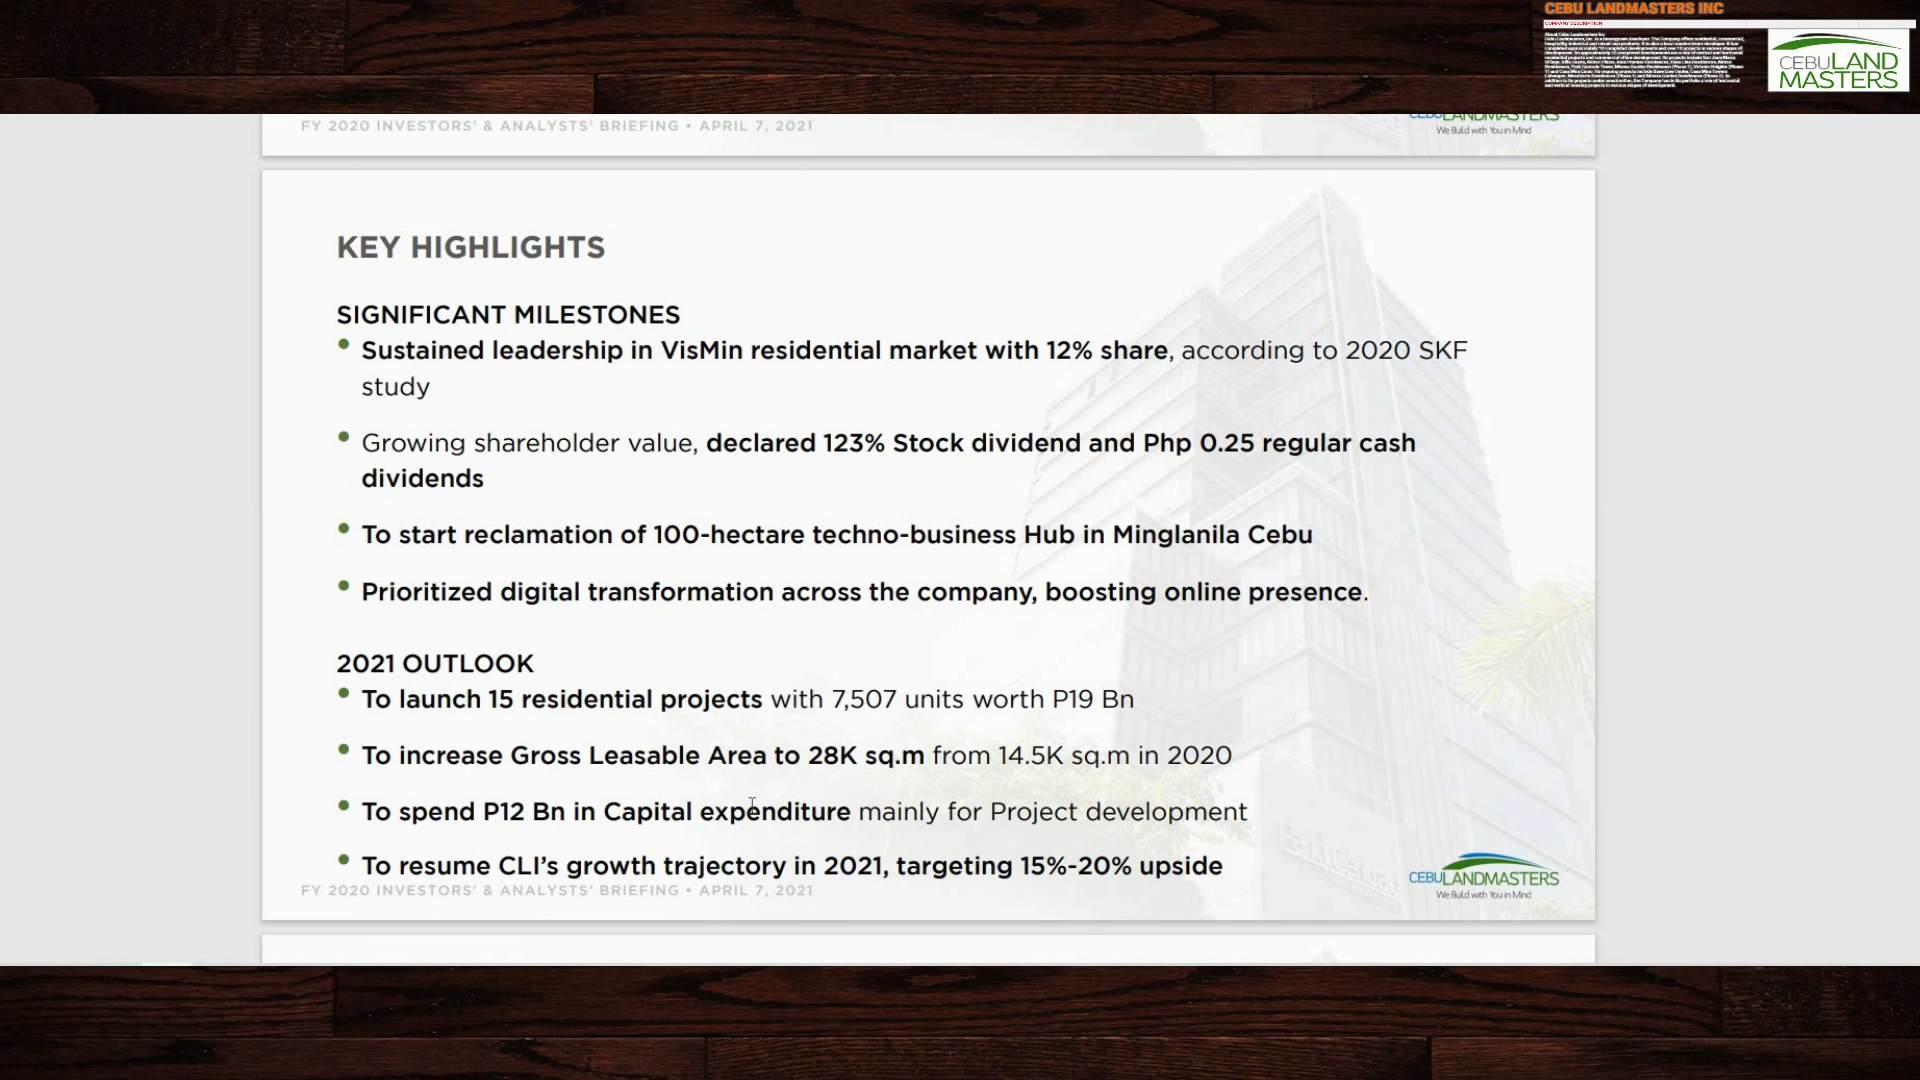 CEBU LANDMASTERS INC
COMPANY DESCRIPTION
About Cebu Landmasters Inc
CEBULAND
MASTERS
FY 2020 INVESTORS' & ANALYSTS' BRIEFING • APRIL 7, 2021
CEBULANDMASTERS
We Build with You in Mind
KEY HIGHLIGHTS
SIGNIFICANT MILESTONES
• Sustained leadership in VisMin residential market with 12% share, according to 2020 SKF
study
• Growing shareholder value, declared 123% Stock dividend and Php 0.25 regular cash
dividends
• To start reclamation of 100-hectare techno-business Hub in Minglanila Cebu
• Prioritized digital transformation across the company, boosting online presence.
2021 OUTLOOK
• To launch 15 residential projects with 7,507 units worth P19 Bn
• To increase Gross Leasable Area to 28K sq.m from 14.5K sq.m in 2020
• To spend P12 Bn in Capital expenditure mainly for Project development
• To resume CLI's growth trajectory in 2021, targeting 15%-20% upside
FY 2020 INVESTORS' & ANALYSTS' BRIEFING • APRIL 7, 2021
CEBULANDMASTERS
We Build with You in Mind